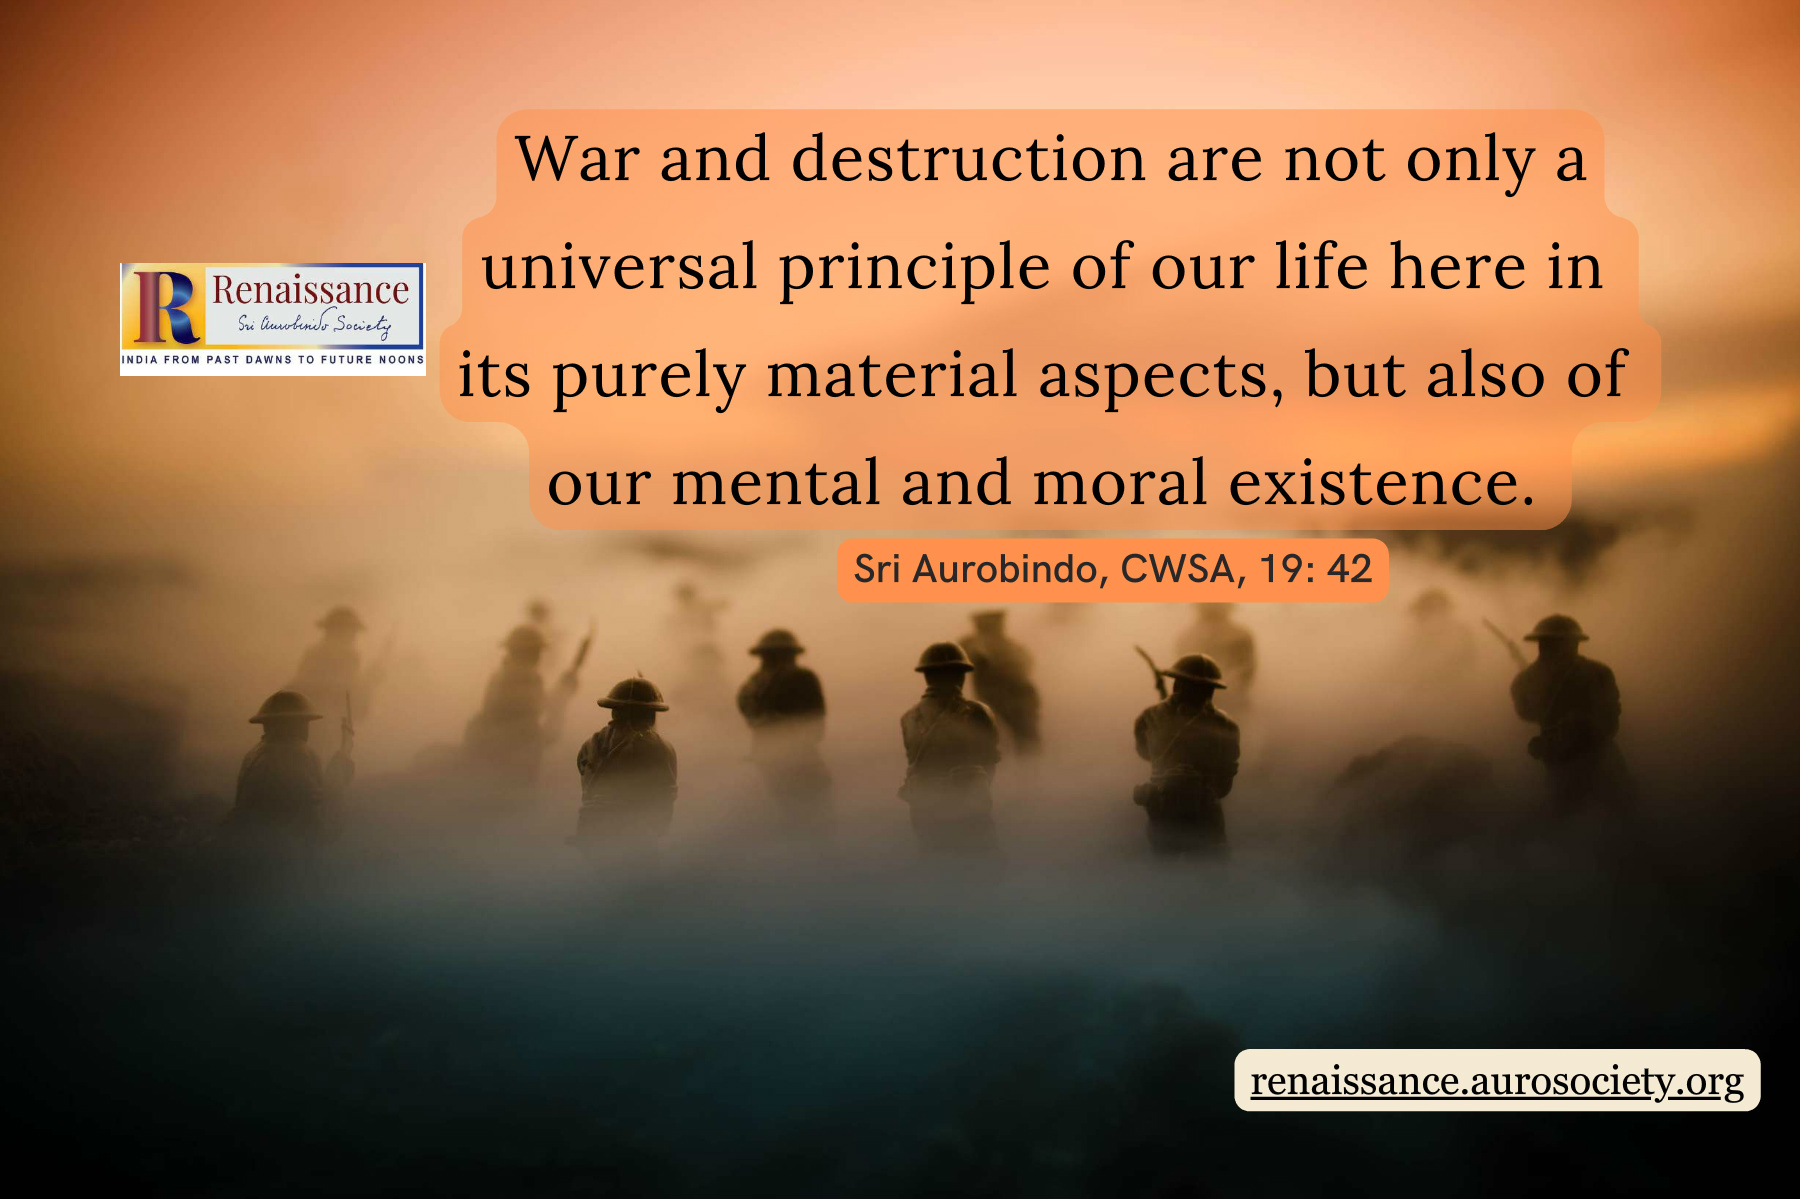 War and destruction are not only a
universal principle of our life here in
its purely material aspects, but also of
our mental and moral existence.
Sri Aurobindo, CWSA, 19: 42
R Renaissance
Sri Aurobindo Society
INDIA FROM PAST DAWNS TO FUTURE NOONS
renaissance.aurosociety.org